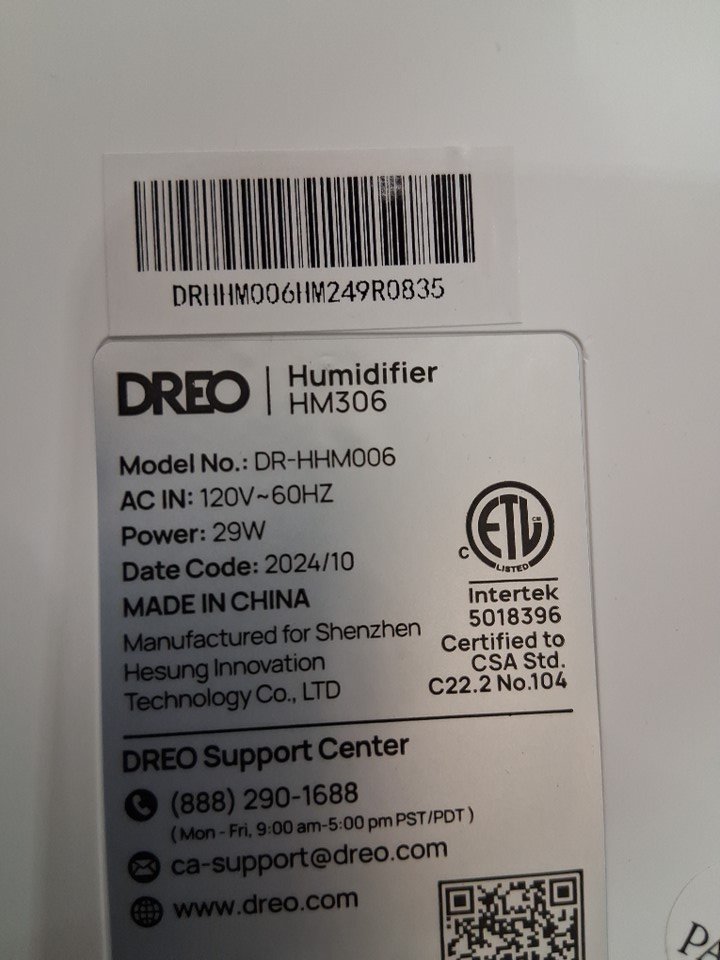 DRHHM006HM249R0835
DREO
Humidifier
HM306
Model No.: DR-HHM006
AC IN: 120V~60HZ
Power: 29W
Date Code: 2024/10
MADE IN CHINA
Manufactured for Shenzhen
Hesung Innovation
Technology Co., LTD
ETL
CM
C
LISTED
Intertek
5018396
Certified to
CSA Std.
C22.2 No.104
DREO Support Center
(888) 290-1688
(Mon - Fri, 9:00 am-5:00 pm PST/PDT)
ca-support@dreo.com
www.dreo.com